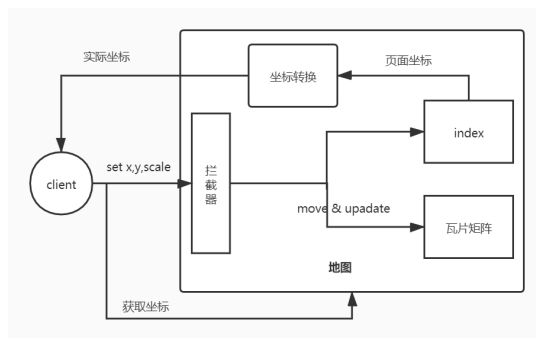 实际坐标
坐标转换
页面坐标
index
client
set x,y,scale
拦
截
器
move & upadate
瓦片矩阵
地图
获取坐标